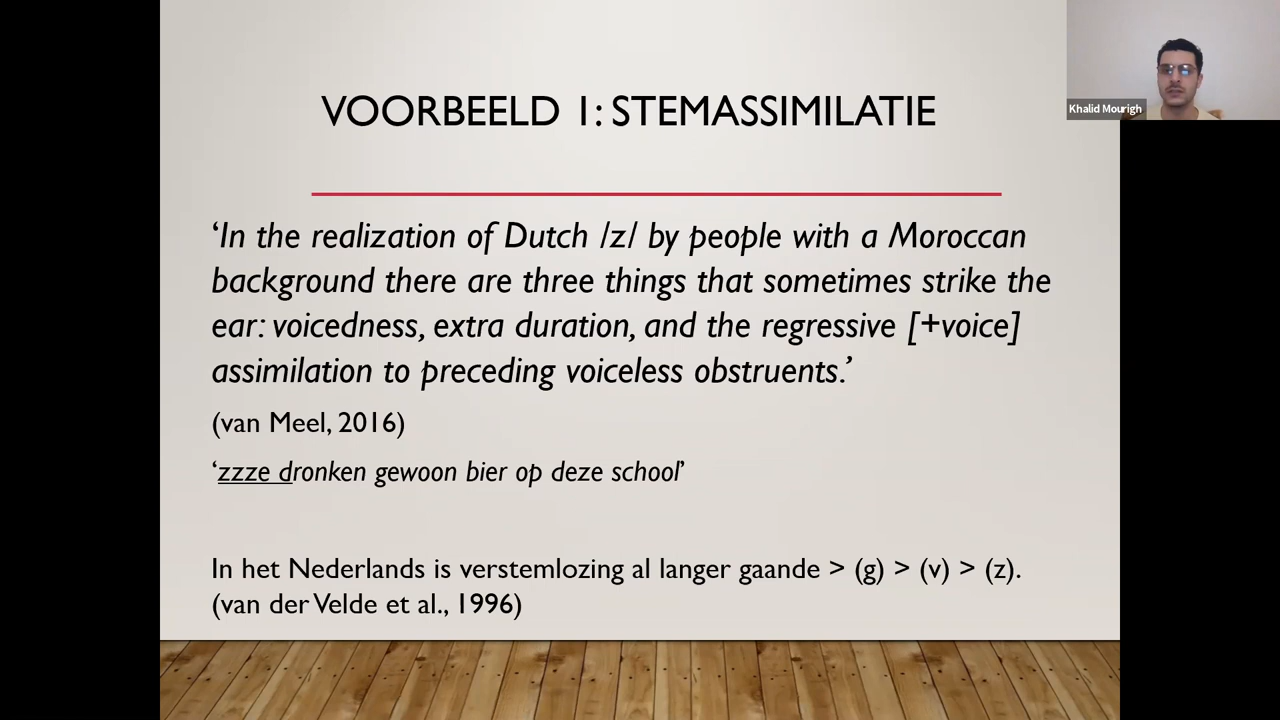 VOORBEELD 1: STEMASSIMILATIE
Khalid Mourigh
‘In the realization of Dutch /z/ by people with a Moroccan
background there are three things that sometimes strike the
ear: voicedness, extra duration, and the regressive [+voice]
assimilation to preceding voiceless obstruents.’
(van Meel, 2016)
‘zzze dronken gewoon bier op deze school’
In het Nederlands is verstemlozing al langer gaande > (g) > (v) > (z).
(van der Velde et al., 1996)